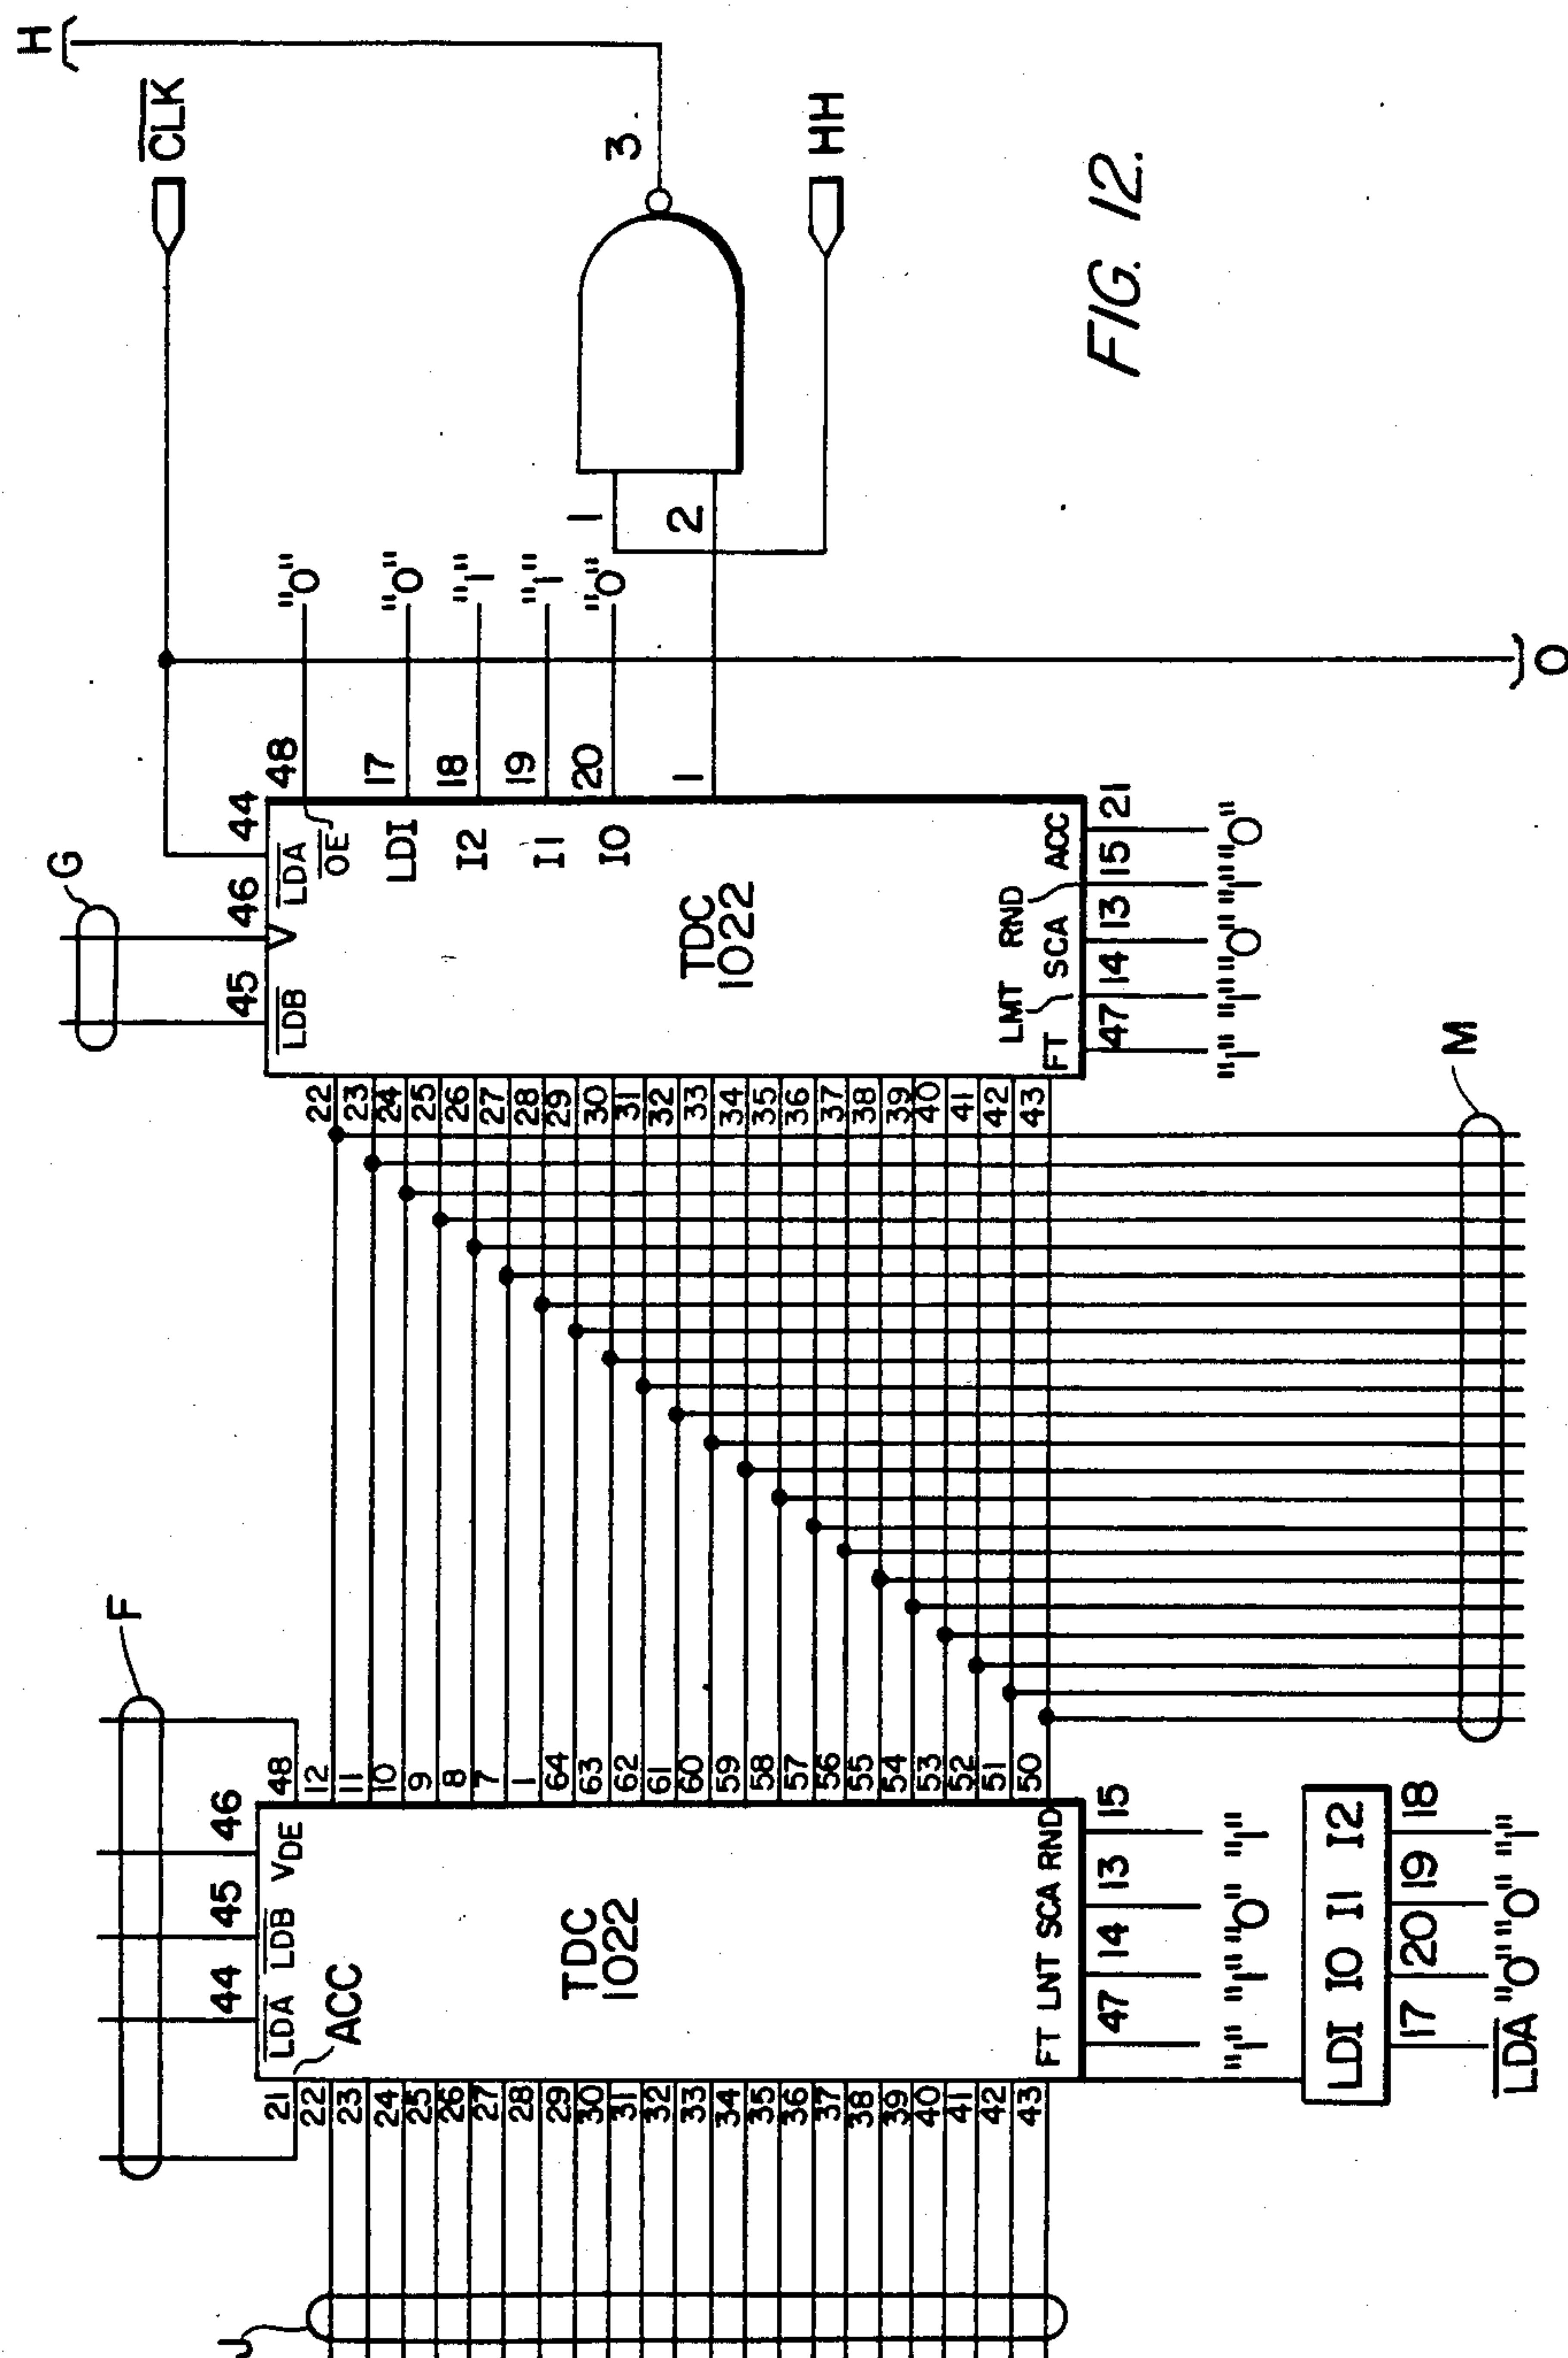 H
G
F
CLK
J
44 45 46
45 46 44
LDA LDB VDE
LDB LDA
ACC
21
22
23
24
25
26
27
28
29
30
31
32
33
34
35
36
37
38
39
40
41
42
43
TDC
1022
48
12
11
10
9
8
7
1
64
63
62
61
60
59
58
57
56
55
54
53
52
51
50
FT LNT SCA RND
47 14 13 15
"1" "1" "0" "1"
LDI I0 I1 I2
17 20 19 18
LDA "0" "0" "1"
22
23
24
25
26
27
28
29
30
31
32
33
34
35
36
37
38
39
40
41
42
43
TDC
1022
OE 48 "0"
LDI 17 "0"
I2 18 "1"
I1 19 "1"
I0 20 "0"
1
LMT RND
FT SCA ACC
47 14 13 15 21
"1" "1" "0" "1" "0"
1
2
3
HH
M
O
FIG. 12.